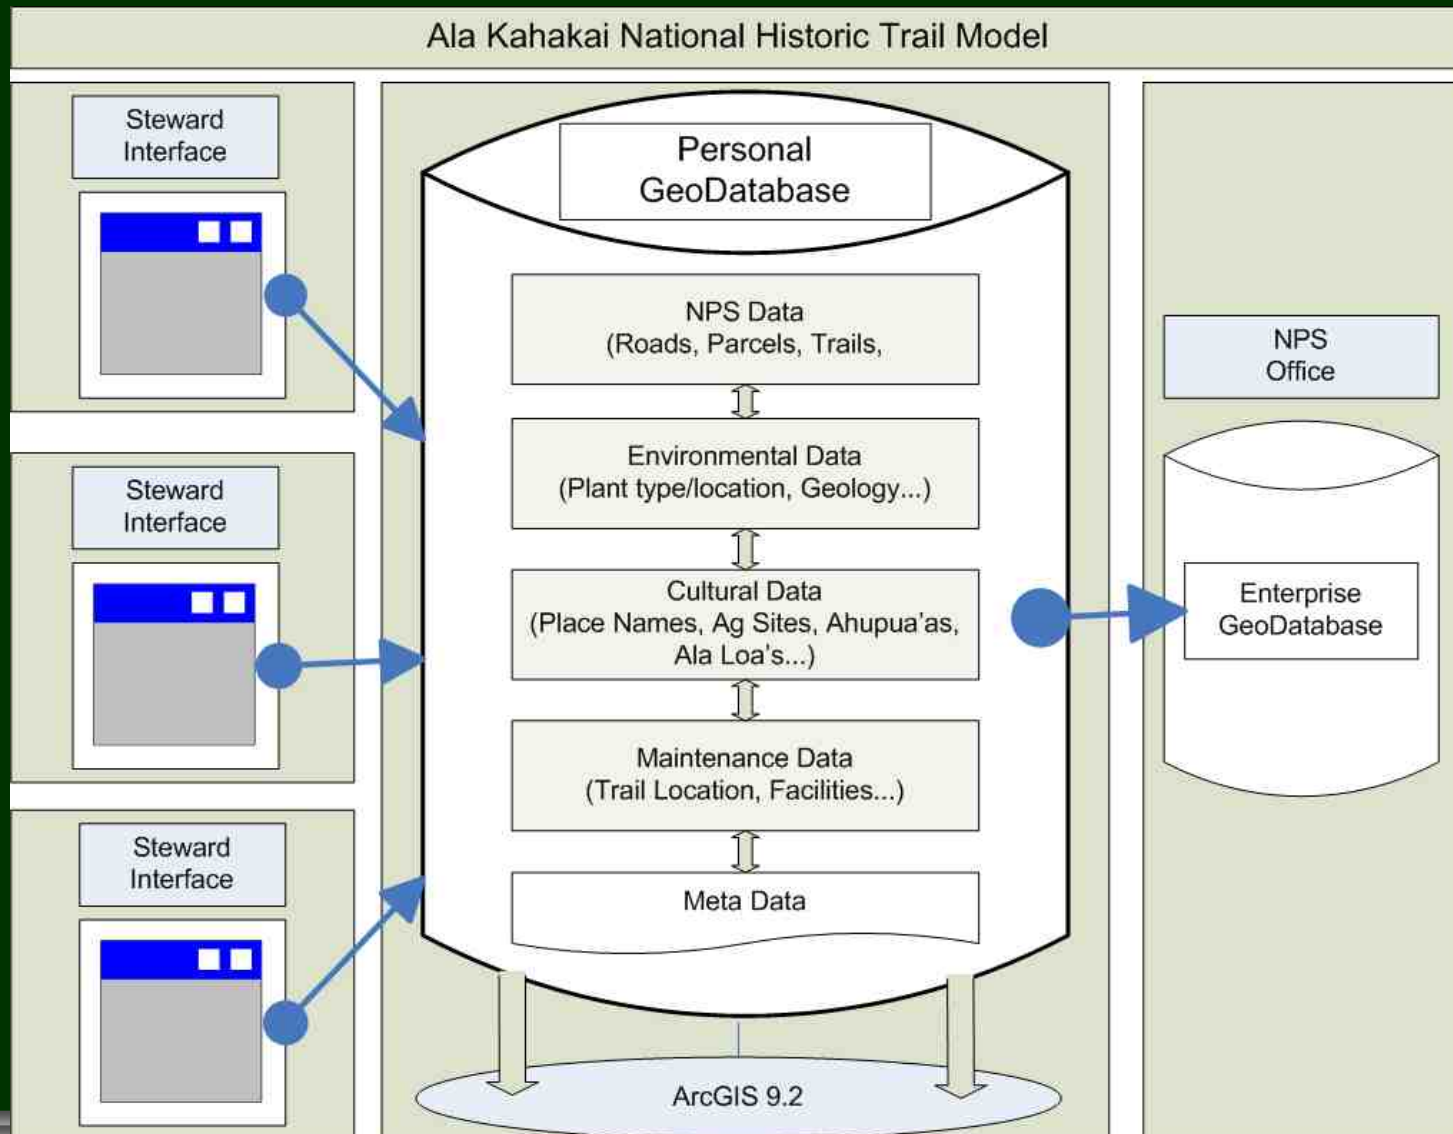 Ala Kahakai National Historic Trail Model
Steward
Interface
Steward
Interface
Steward
Interface
Personal
GeoDatabase
NPS Data
(Roads, Parcels, Trails,
Environmental Data
(Plant type/location, Geology...)
Cultural Data
(Place Names, Ag Sites, Ahupua'as,
Ala Loa's...)
Maintenance Data
(Trail Location, Facilities...)
Meta Data
ArcGIS 9.2
NPS
Office
Enterprise
GeoDatabase